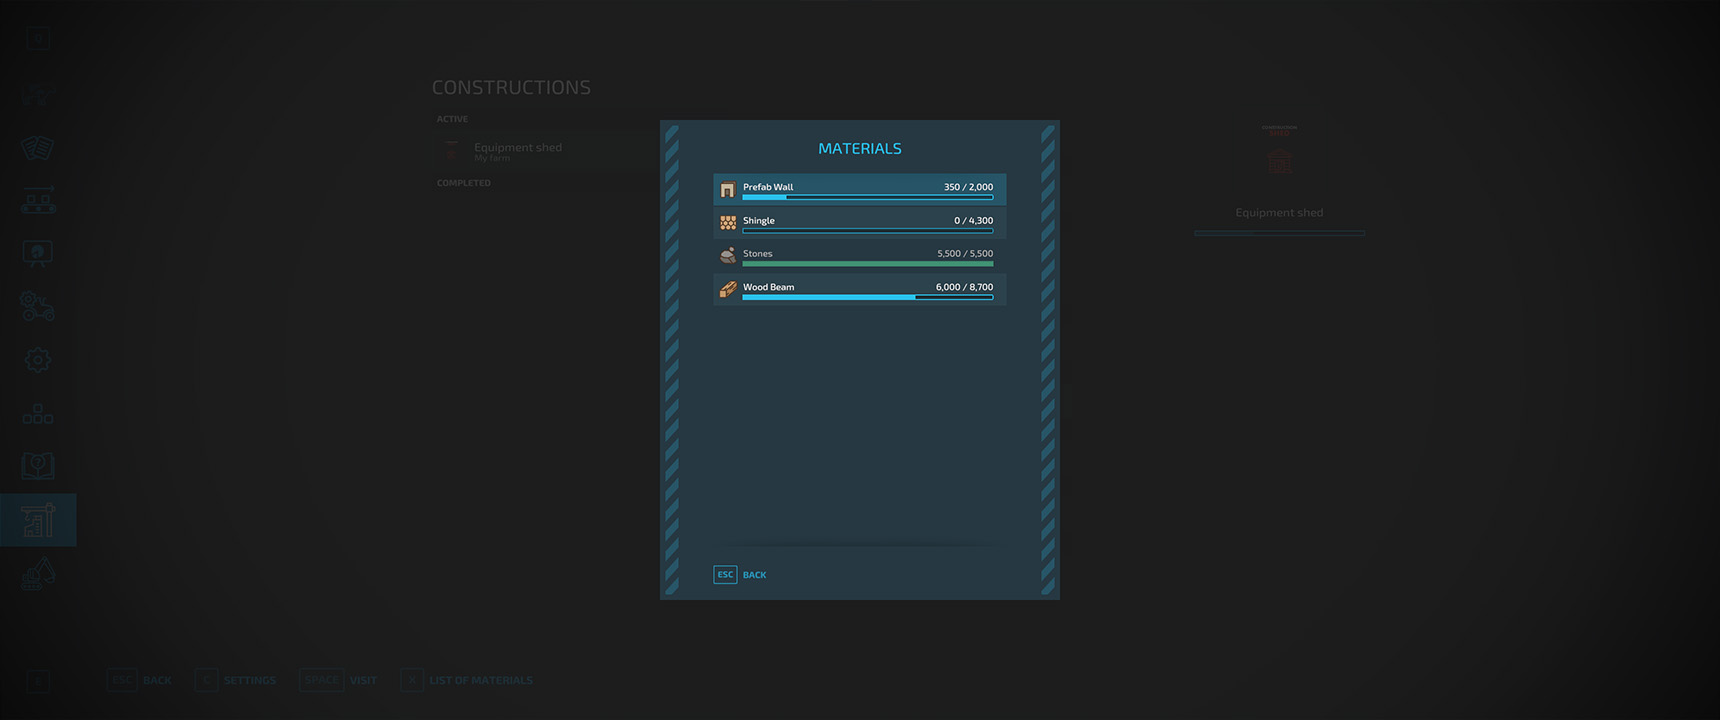 CONSTRUCTIONS
ACTIVE
Equipment shed
My farm
COMPLETED
MATERIALS
Prefab Wall 350 / 2,000
Shingle 0 / 4,300
Stones 5,500 / 5,500
Wood Beam 6,000 / 8,700
ESC BACK
SHED
Equipment shed
ESC BACK C SETTINGS SPACE VISIT X LIST OF MATERIALS